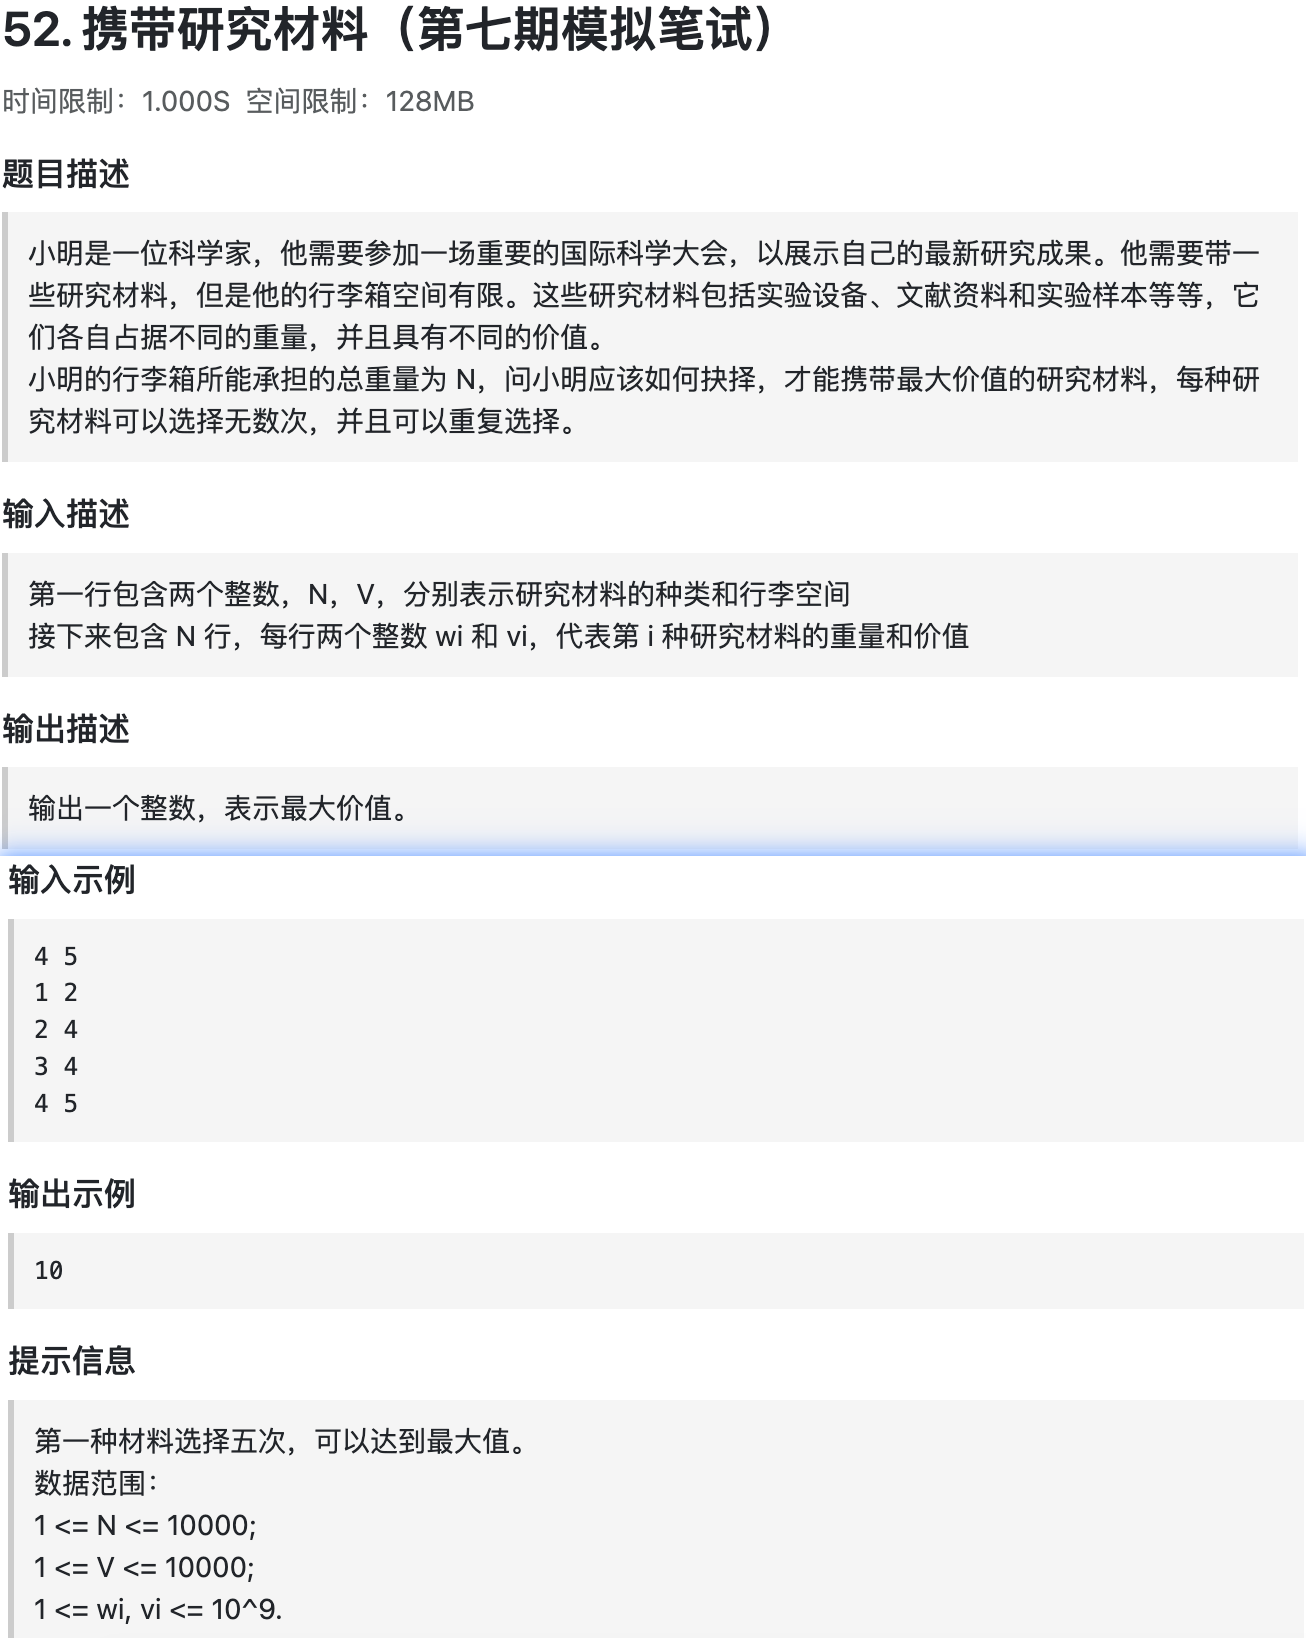 52. 携带研究材料（第七期模拟笔试）
时间限制：1.000S 空间限制：128MB
题目描述
小明是一位科学家，他需要参加一场重要的国际科学大会，以展示自己的最新研究成果。他需要带一
些研究材料，但是他的行李箱空间有限。这些研究材料包括实验设备、文献资料和实验样本等等，它
们各自占据不同的重量，并且具有不同的价值。
小明的行李箱所能承担的总重量为 N，问小明应该如何抉择，才能携带最大价值的研究材料，每种研
究材料可以选择无数次，并且可以重复选择。
输入描述
第一行包含两个整数，N，V，分别表示研究材料的种类和行李空间
接下来包含 N 行，每行两个整数 wi 和 vi，代表第 i 种研究材料的重量和价值
输出描述
输出一个整数，表示最大价值。
输入示例
4 5
1 2
2 4
3 4
4 5
输出示例
10
提示信息
第一种材料选择五次，可以达到最大值。
数据范围：
1 <= N <= 10000;
1 <= V <= 10000;
1 <= wi, vi <= 10^9.